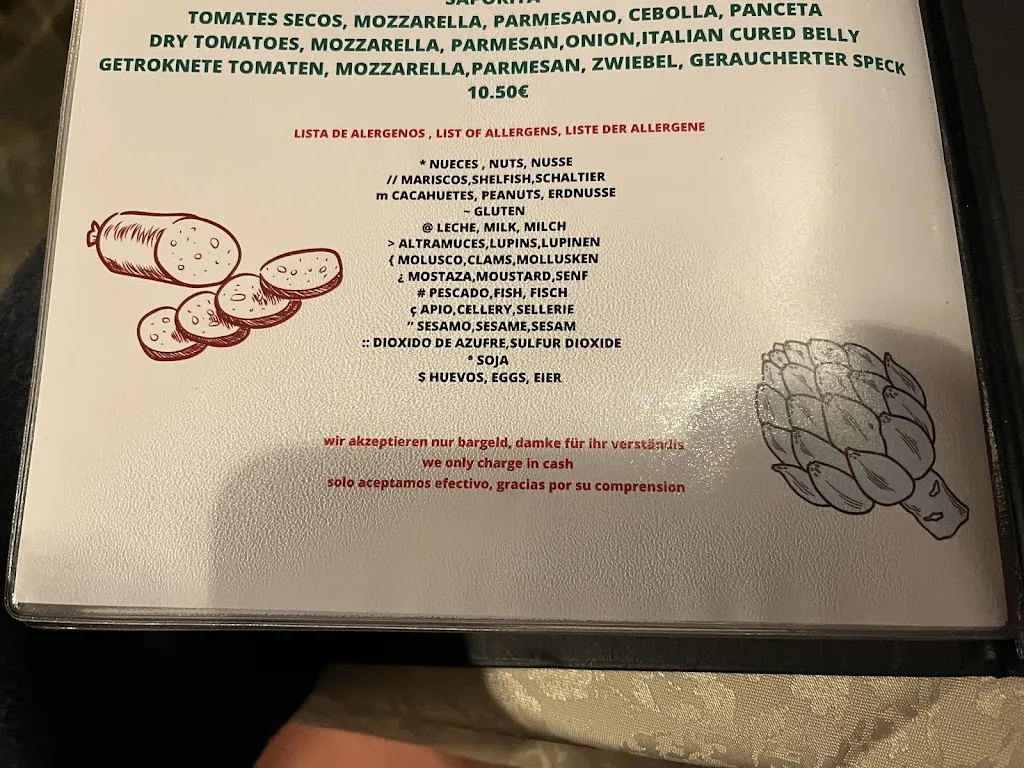 SAPORITA
TOMATES SECOS, MOZZARELLA, PARMESANO, CEBOLLA, PANCETA
DRY TOMATOES, MOZZARELLA, PARMESAN,ONION,ITALIAN CURED BELLY
GETROKNETE TOMATEN, MOZZARELLA,PARMESAN, ZWIEBEL, GERAUCHERTER SPECK
10.50€
LISTA DE ALERGENOS , LIST OF ALLERGENS, LISTE DER ALLERGENE
* NUECES , NUTS, NUSSE
// MARISCOS,SHELFISH,SCHALTIER
m CACAHUETES, PEANUTS, ERDNUSSE
~ GLUTEN
@ LECHE, MILK, MILCH
> ALTRAMUCES,LUPINS,LUPINEN
{ MOLUSCO,CLAMS,MOLLUSKEN
¿ MOSTAZA,MOUSTARD,SENF
# PESCADO,FISH, FISCH
ç APIO,CELLERY,SELLERIE
" SESAMO,SESAME,SESAM
:: DIOXIDO DE AZUFRE,SULFUR DIOXIDE
° SOJA
$ HUEVOS, EGGS, EIER
wir akzeptieren nur bargeld, damke für ihr verständis
we only charge in cash
solo aceptamos efectivo, gracias por su comprension